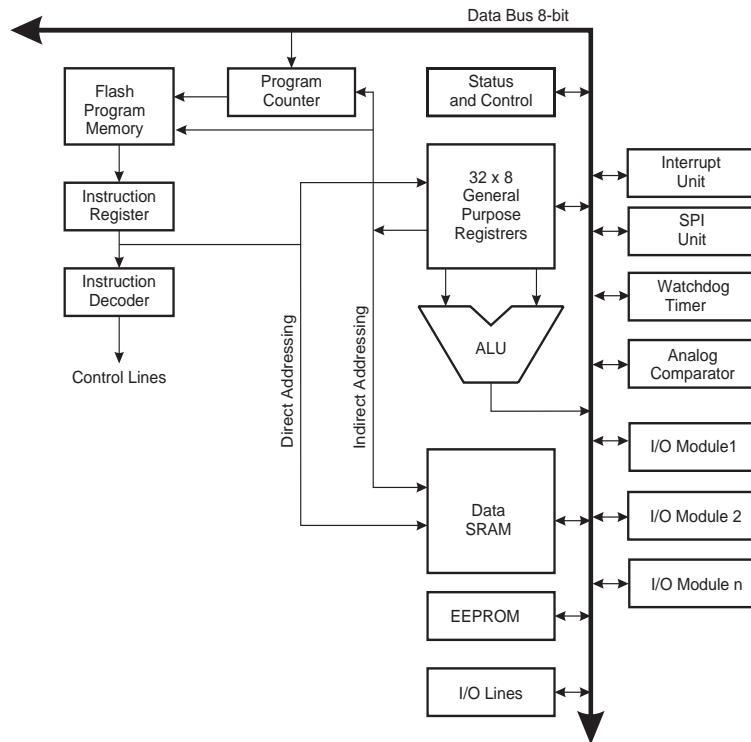 Data Bus 8-bit
Flash
Program
Memory
Program
Counter
Status
and Control
Instruction
Register
32 x 8
General
Purpose
Registrers
Interrupt
Unit
SPI
Unit
Instruction
Decoder
Watchdog
Timer
Control Lines
Direct Addressing
Indirect Addressing
ALU
Analog
Comparator
I/O Module1
Data
SRAM
I/O Module 2
I/O Module n
EEPROM
I/O Lines